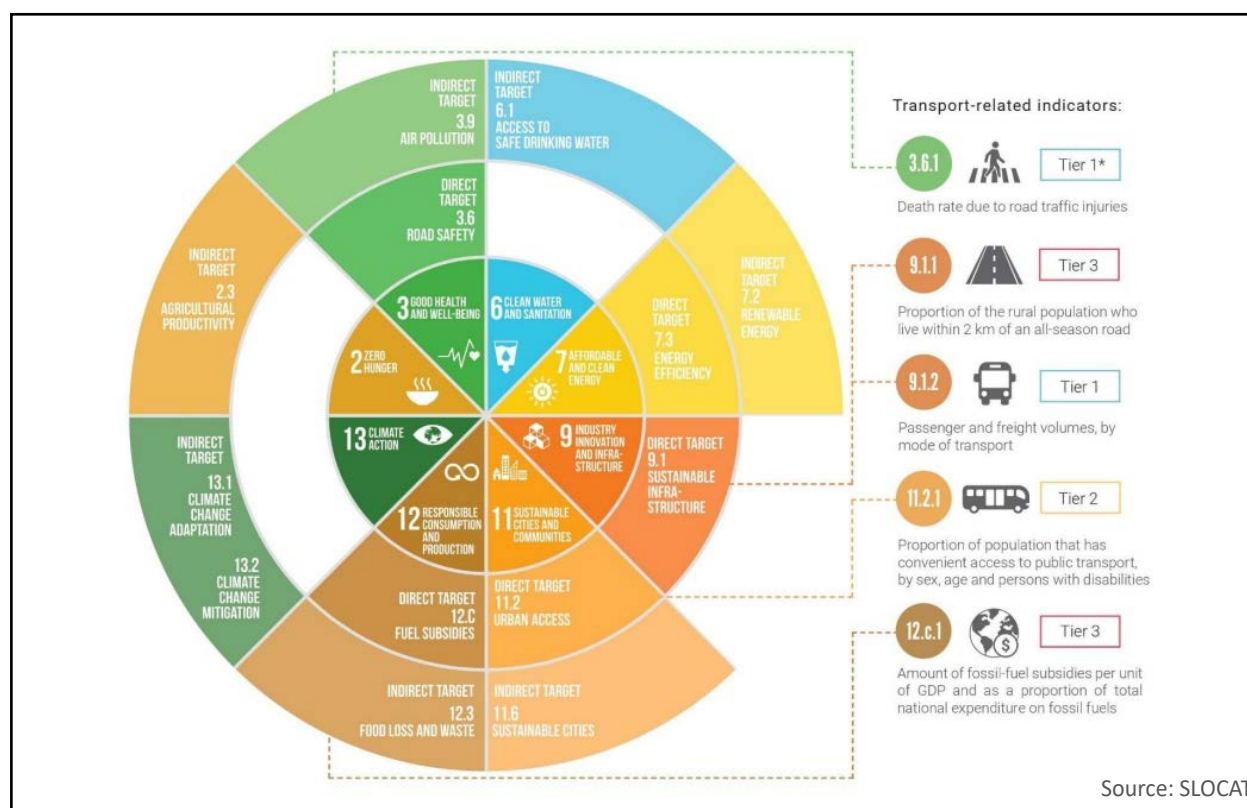 INDIRECT
TARGET
3.9
AIR POLLUTION
INDIRECT
TARGET
6.1
ACCESS TO
SAFE DRINKING WATER
DIRECT
TARGET
3.6
ROAD SAFETY
INDIRECT
TARGET
2.3
AGRICULTURAL
PRODUCTIVITY
INDIRECT
TARGET
7.2
RENEWABLE
ENERGY
DIRECT
TARGET
7.3
ENERGY
EFFICIENCY
3 GOOD HEALTH
AND WELL-BEING
6 CLEAN WATER
AND SANITATION
2 ZERO
HUNGER
7 AFFORDABLE
AND CLEAN
ENERGY
13 CLIMATE
ACTION
9 INDUSTRY
INNOVATION
AND INFRA-
STRUCTURE
12 RESPONSIBLE
CONSUMPTION
AND
PRODUCTION
11 SUSTAINABLE
CITIES AND
COMMUNITIES
INDIRECT
TARGET
13.1
CLIMATE
CHANGE
ADAPTATION
13.2
CLIMATE
CHANGE
MITIGATION
DIRECT TARGET
9.1
SUSTAINABLE
INFRA-
STRUCTURE
DIRECT TARGET
12.C
FUEL SUBSIDIES
DIRECT TARGET
11.2
URBAN ACCESS
INDIRECT TARGET
12.3
FOOD LOSS AND WASTE
INDIRECT TARGET
11.6
SUSTAINABLE CITIES
Transport-related indicators:
3.6.1 Tier 1*
Death rate due to road traffic injuries
9.1.1 Tier 3
Proportion of the rural population who
live within 2 km of an all-season road
9.1.2 Tier 1
Passenger and freight volumes, by
mode of transport
11.2.1 Tier 2
Proportion of population that has
convenient access to public transport,
by sex, age and persons with disabilities
12.c.1 $ Tier 3
Amount of fossil-fuel subsidies per unit
of GDP and as a proportion of total
national expenditure on fossil fuels
Source: SLOCAT